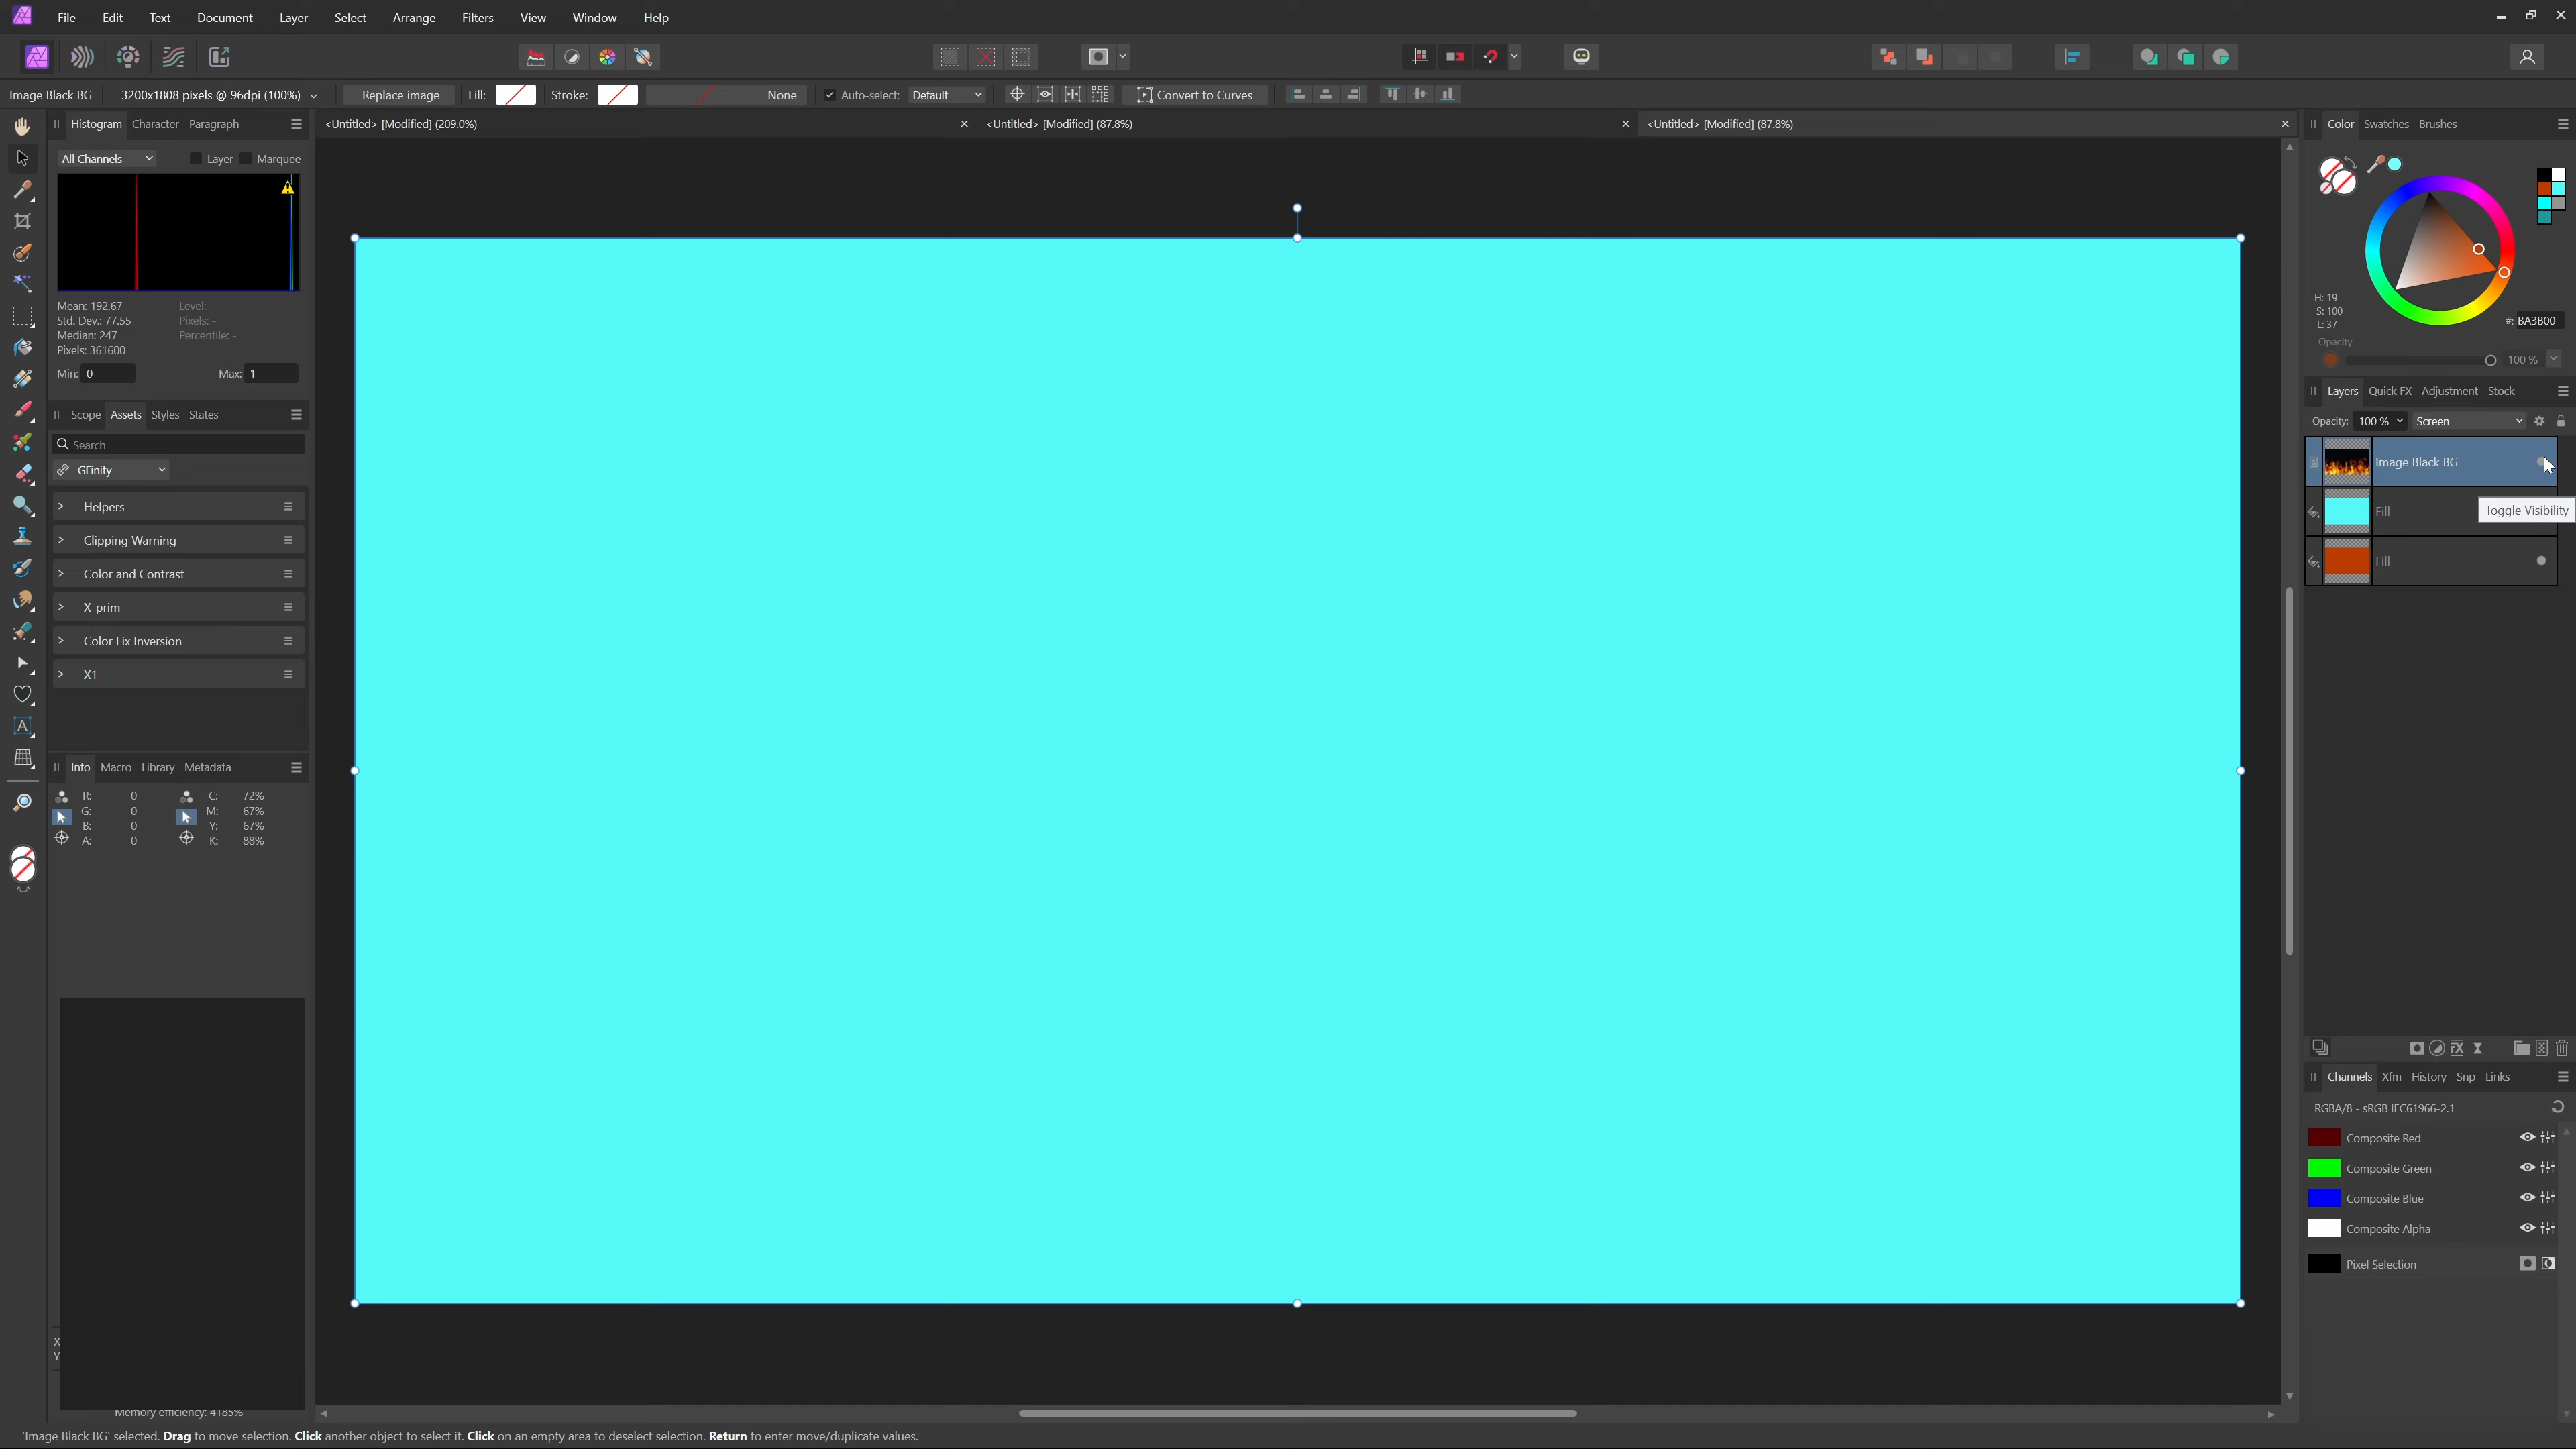 File Edit Text Document Layer Select Arrange Filters View Window Help
Image Black BG 3200x1808 pixels @ 96dpi (100%) Replace image Fill: Stroke: None Auto-select: Default Convert to Curves
Histogram Character Paragraph
<Untitled> [Modified] (209.0%) <Untitled> [Modified] (87.8%) <Untitled> [Modified] (87.8%)
All Channels Layer Marquee
Mean: 192.67 Level: -
Std. Dev.: 77.55 Pixels: -
Median: 247 Percentile: -
Pixels: 361600
Min: 0 Max: 1
Scope Assets Styles States
Search
GFinity
Helpers
Clipping Warning
Color and Contrast
X-prim
Color Fix Inversion
X1
Info Macro Library Metadata
R: 0 C: 72%
G: 0 M: 67%
B: 0 Y: 67%
A: 0 K: 88%
X
Y
Memory efficiency: 4185%
Color Swatches Brushes
H: 19
S: 100
L: 37
#: BA3B00
Opacity
100 %
Layers Quick FX Adjustment Stock
Opacity: 100 % Screen
Image Black BG
Fill
Toggle Visibility
Fill
Channels Xfm History Snp Links
RGBA/8 - sRGB IEC61966-2.1
Composite Red
Composite Green
Composite Blue
Composite Alpha
Pixel Selection
'Image Black BG' selected. Drag to move selection. Click another object to select it. Click on an empty area to deselect selection. Return to enter move/duplicate values.